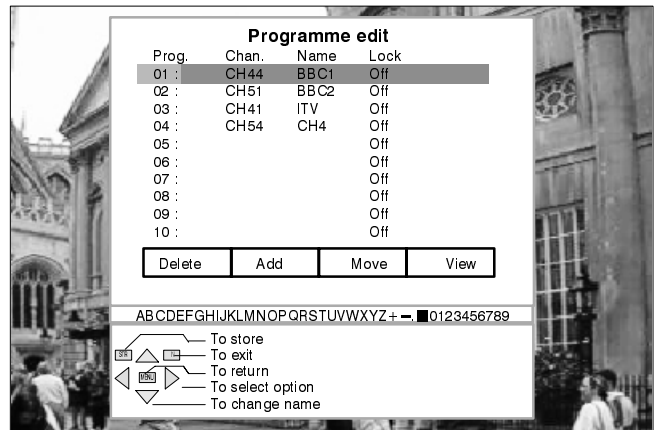 Programme edit
Prog. Chan. Name Lock
01 : CH44 BBC1 Off
02 : CH51 BBC2 Off
03 : CH41 ITV Off
04 : CH54 CH4 Off
05 : Off
06 : Off
07 : Off
08 : Off
09 : Off
10 : Off
Delete Add Move View
ABCDEFGHIJKLMNOPQRSTUVWXYZ+–.■0123456789
To store
To exit
MENU To return
To select option
To change name